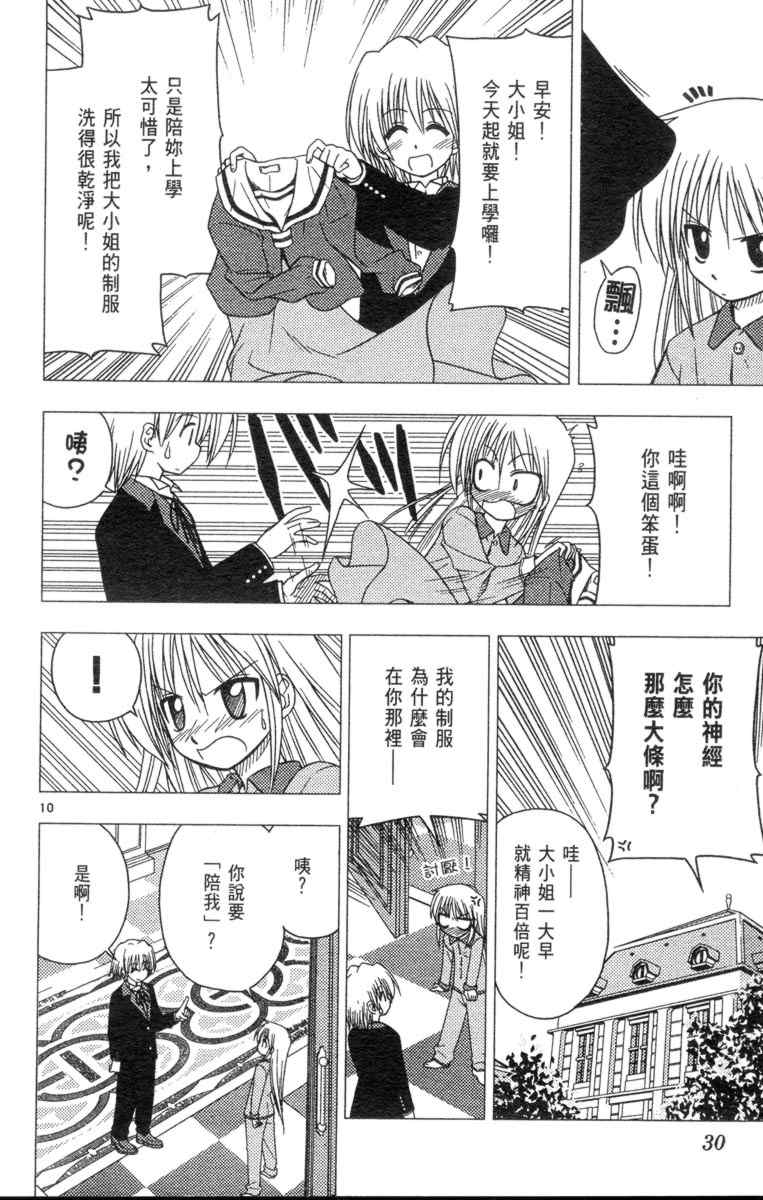 飄…
早安！
大小姐！
今天起就要上學囉！
只是陪妳上學
太可惜了，
所以我把大小姐的制服
洗得很乾淨呢！
哇啊啊！
你這個笨蛋！
咦？
你的神經
怎麼
那麼大條啊？
哇──
大小姐一大早
就精神百倍呢！
我的制服
為什麼會
在你那裡──
討厭！
！
10
咦？
你說要
「陪我」？
是啊！
30